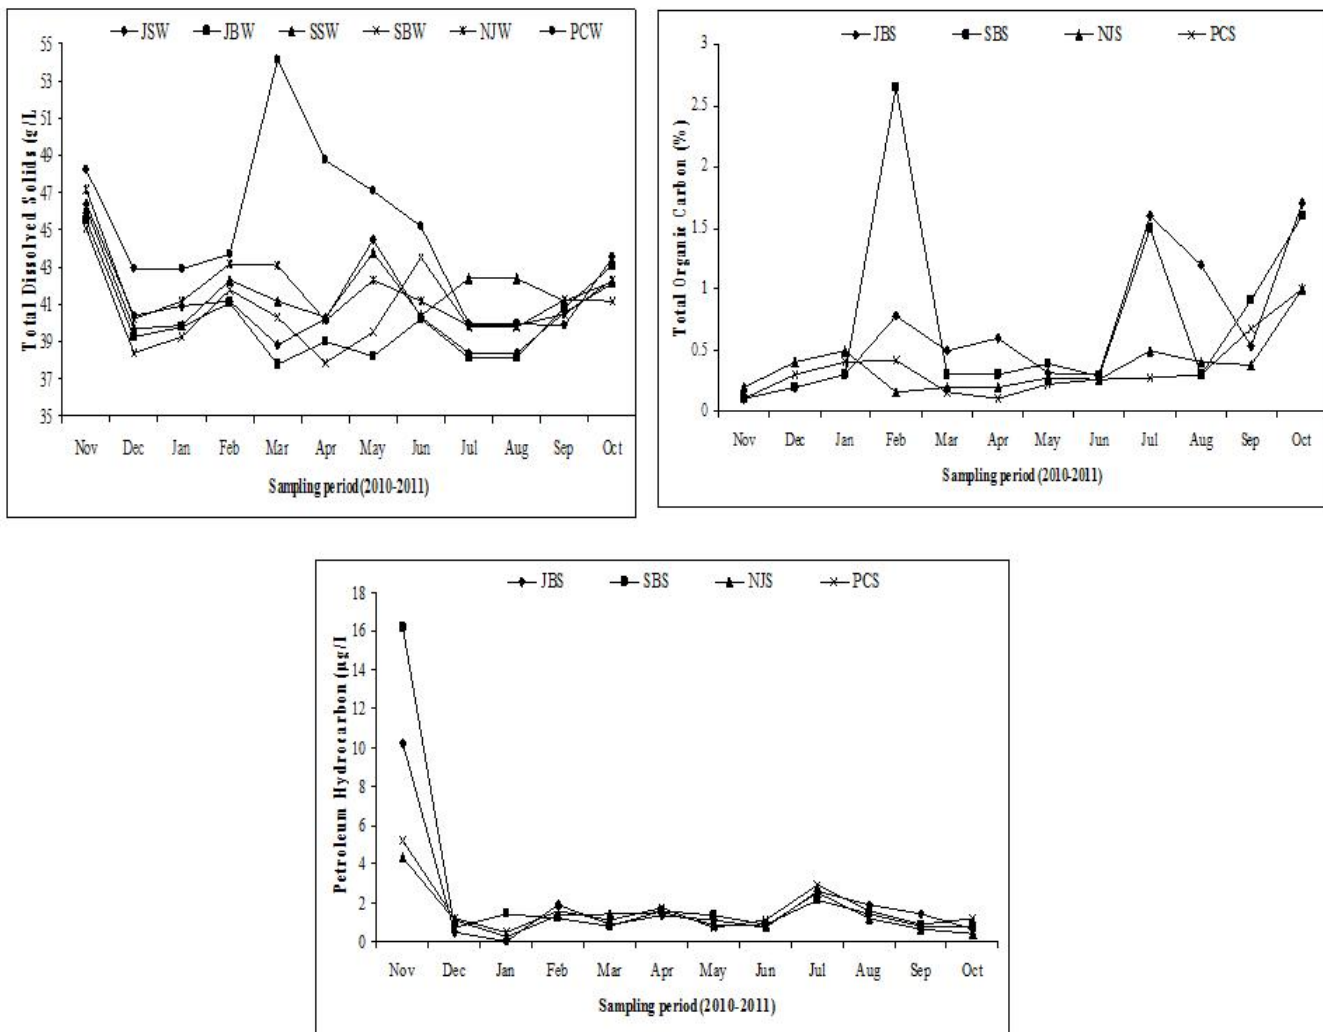 JSW JBW SSW SBW NJW PCW
Total Dissolved Solids (g/L
55
53
51
49
47
45
43
41
39
37
35
Nov Dec Jan Feb Mar Apr May Jun Jul Aug Sep Oct
Sampling period (2010-2011)
JBS SBS NJS PCS
Total Organic Carbon (%)
3
2.5
2
1.5
1
0.5
0
Nov Dec Jan Feb Mar Apr May Jun Jul Aug Sep Oct
Sampling period (2010-2011)
JBS SBS NJS PCS
Petroleum Hydrocarbon (µg/l
18
16
14
12
10
8
6
4
2
0
Nov Dec Jan Feb Mar Apr May Jun Jul Aug Sep Oct
Sampling period (2010-2011)